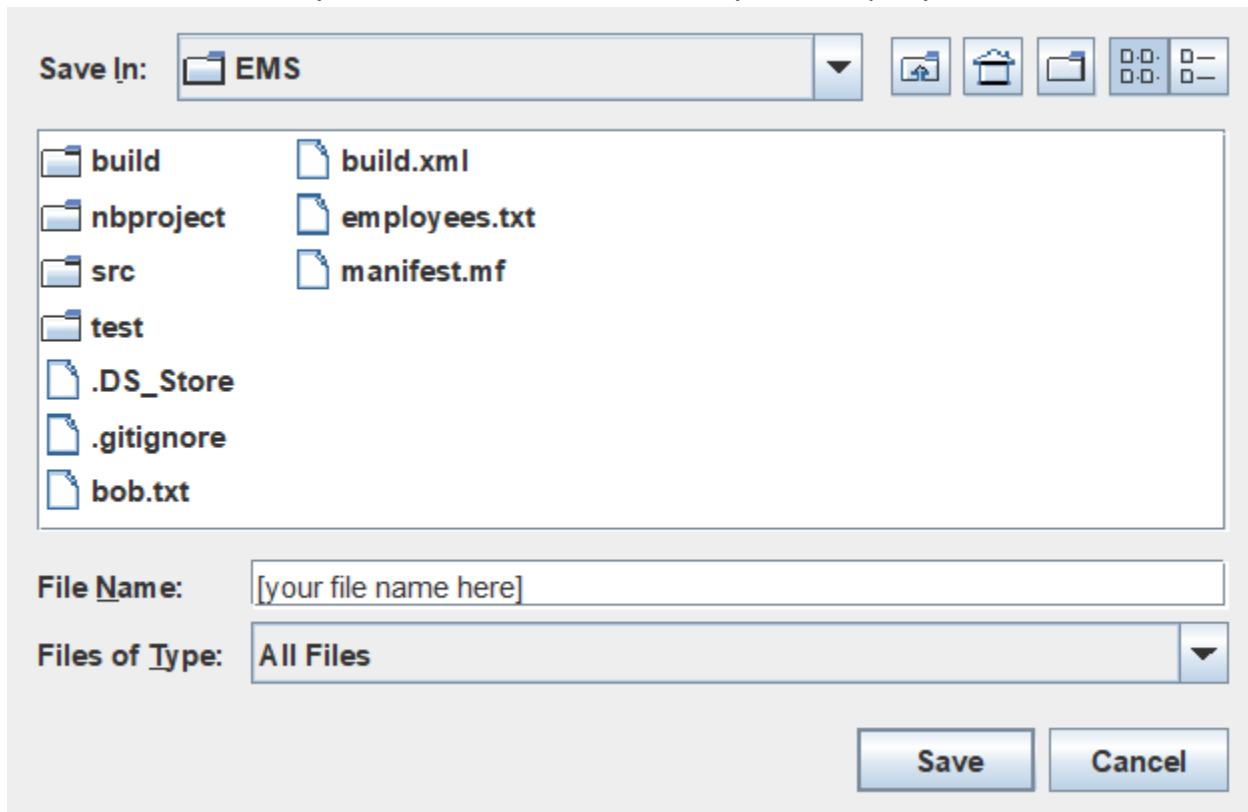 Save In: EMS
build build.xml
nbproject employees.txt
src manifest.mf
test
.DS_Store
.gitignore
bob.txt
File Name: [your file name here]
Files of Type: All Files
Save Cancel